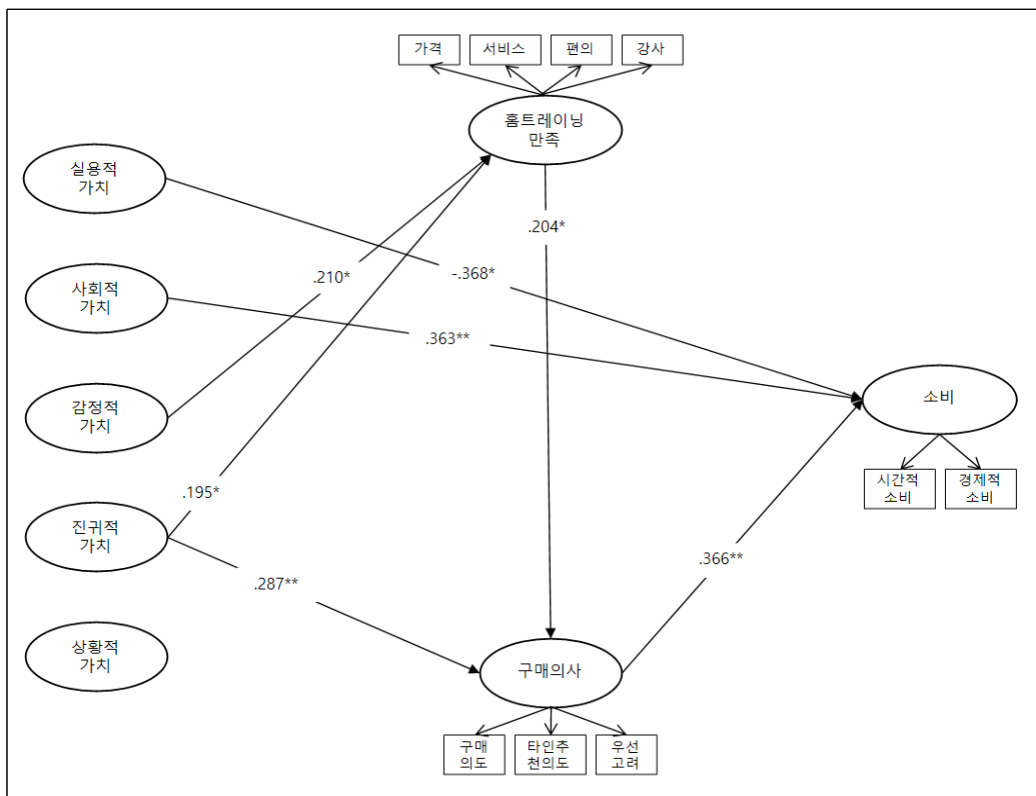 가격
서비스
편의
강사
홈트레이닝
만족
실용적
가치
.204*
-.368*
.210*
사회적
가치
.363**
감정적
가치
소비
시간적
소비
경제적
소비
.195*
진귀적
가치
.366**
.287**
상황적
가치
구매의사
구매
의도
타인추
천의도
우선
고려